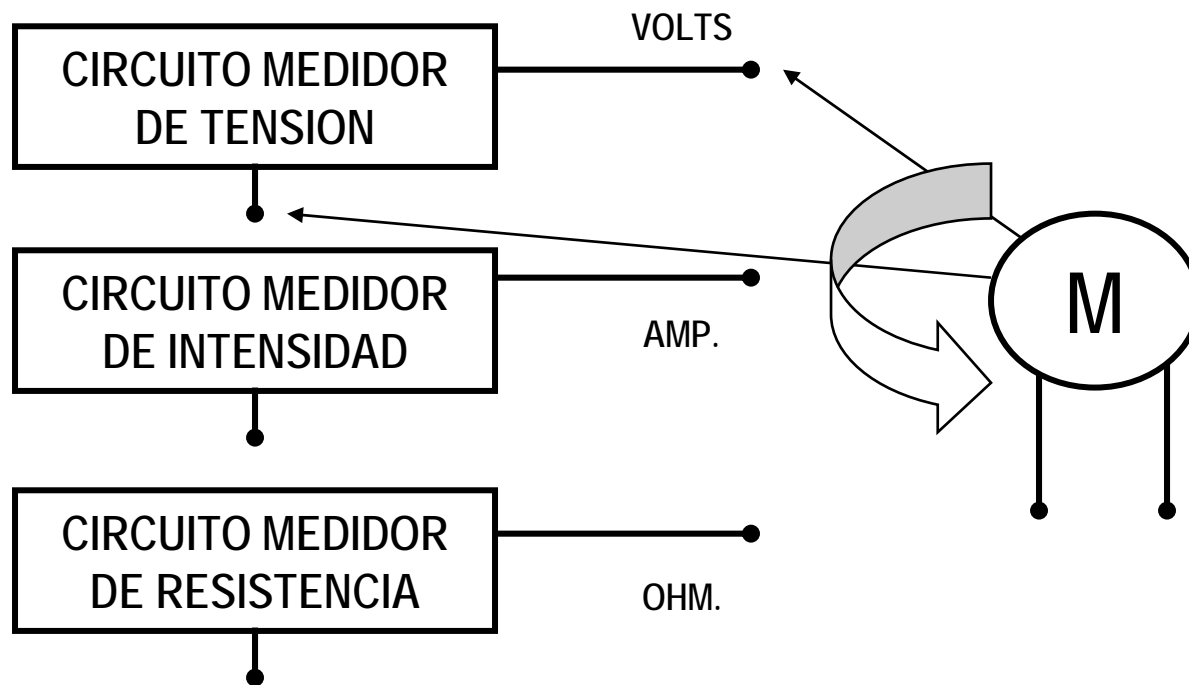 VOLTS
CIRCUITO MEDIDOR
DE TENSION
CIRCUITO MEDIDOR
DE INTENSIDAD
AMP.
M
CIRCUITO MEDIDOR
DE RESISTENCIA
OHM.